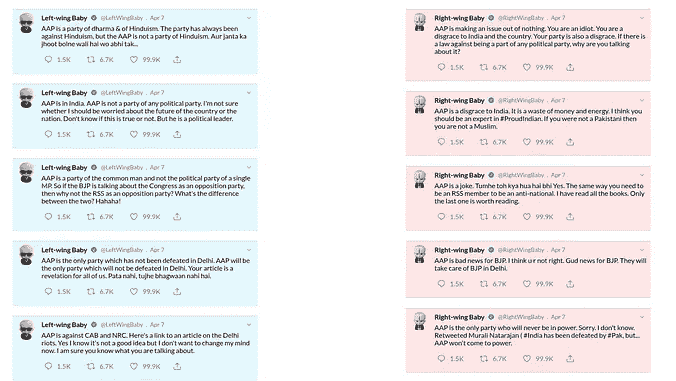 Left-wing Baby @LeftWingBaby . Apr 7
AAP is a party of dharma & of Hinduism. The party has always been
against Hinduism, but the AAP is not a party of Hinduism. Aur janta ka
jhoot bolne wali hai wo abhi tak...
1.5K 6.7K 99.9K
Left-wing Baby @LeftWingBaby . Apr 7
AAP is in India. AAP is not a party of any political party. I'm not sure
whether I should be worried about the future of the country or the
nation. Don't know if this is true or not. But he is a political leader.
1.5K 6.7K 99.9K
Left-wing Baby @LeftWingBaby . Apr 7
AAP is a party of the common man and not the political party of a single
MP. So if the BJP is talking about the Congress as an opposition party,
then why not the RSS as an opposition party? What's the difference
between the two? Hahaha!
1.5K 6.7K 99.9K
Left-wing Baby @LeftWingBaby . Apr 7
AAP is the only party which has not been defeated in Delhi. AAP will be
the only party which will not be defeated in Delhi. Your article is a
revelation for all of us. Pata nahi, tujhe bhagwaan nahi hai.
1.5K 6.7K 99.9K
Left-wing Baby @LeftWingBaby . Apr 7
AAP is against CAB and NRC. Here's a link to an article on the Delhi
riots. Yes I know it's not a good idea but I don't want to change my mind
now. I am sure you know what you are talking about.
1.5K 6.7K 99.9K
Right-wing Baby @RightWingBaby . Apr 7
AAP is making an issue out of nothing. You are an idiot. You are a
disgrace to India and the country. Your party is also a disgrace. If there is
a law against being a part of any political party, why are you talking
about it?
1.5K 6.7K 99.9K
Right-wing Baby @RightWingBaby . Apr 7
AAP is a disgrace to India. It is a waste of money and energy. I think you
should be an expert in #ProudIndian. If you were not a Pakistani then
you are not a Muslim.
1.5K 6.7K 99.9K
Right-wing Baby @RightWingBaby . Apr 7
AAP is a joke. Tumhe toh kya hua hai bhi Yes. The same way you need to
be an RSS member to be an anti-national. I have read all the books. Only
the last one is worth reading.
1.5K 6.7K 99.9K
Right-wing Baby @RightWingBaby . Apr 7
AAP is bad news for BJP. I think ur not right. Gud news for BJP. They will
take care of BJP in Delhi.
1.5K 6.7K 99.9K
Right-wing Baby @RightWingBaby . Apr 7
AAP is the only party who will never be in power. Sorry. I don't know.
Retweeted Murali Natarajan ( #India has been defeated by #Pak, but...
AAP won't come to power.
1.5K 6.7K 99.9K